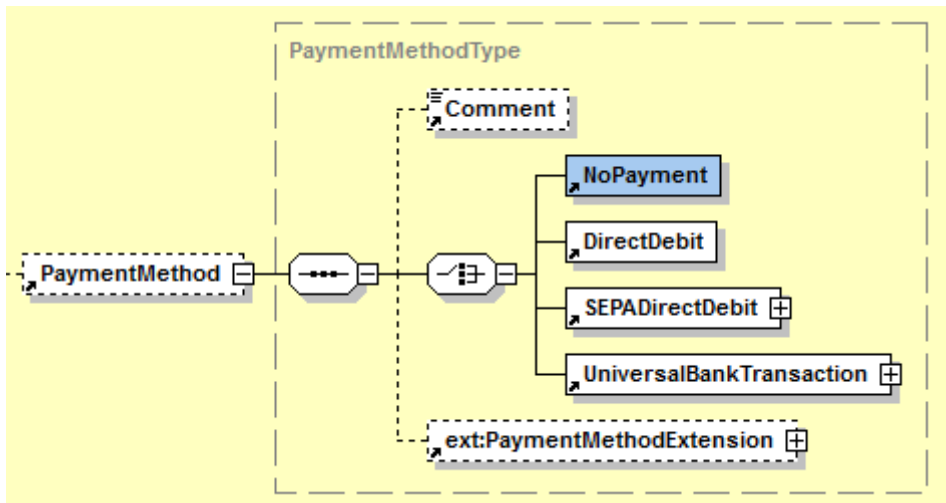 PaymentMethodType
Comment
NoPayment
DirectDebit
PaymentMethod
SEPADirectDebit
UniversalBankTransaction
ext:PaymentMethodExtension